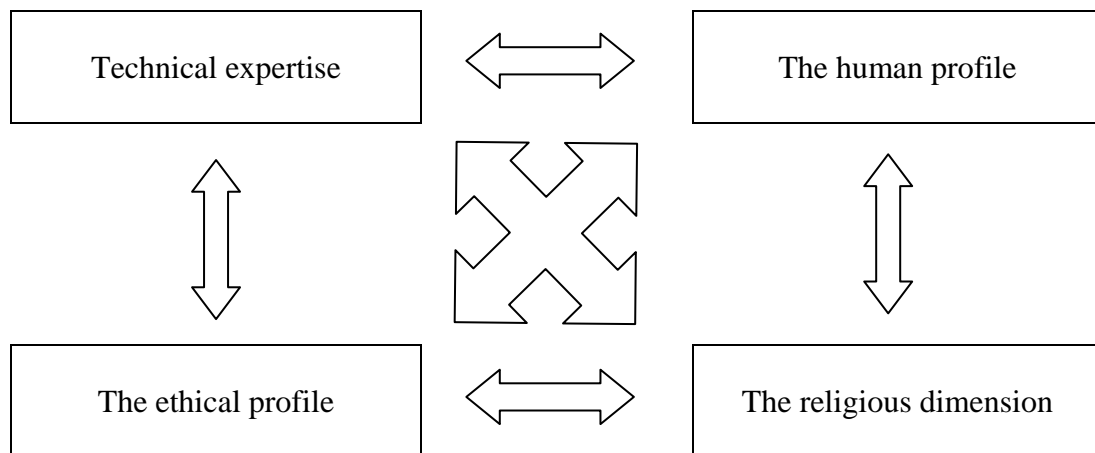 Technical expertise
The human profile
The ethical profile
The religious dimension